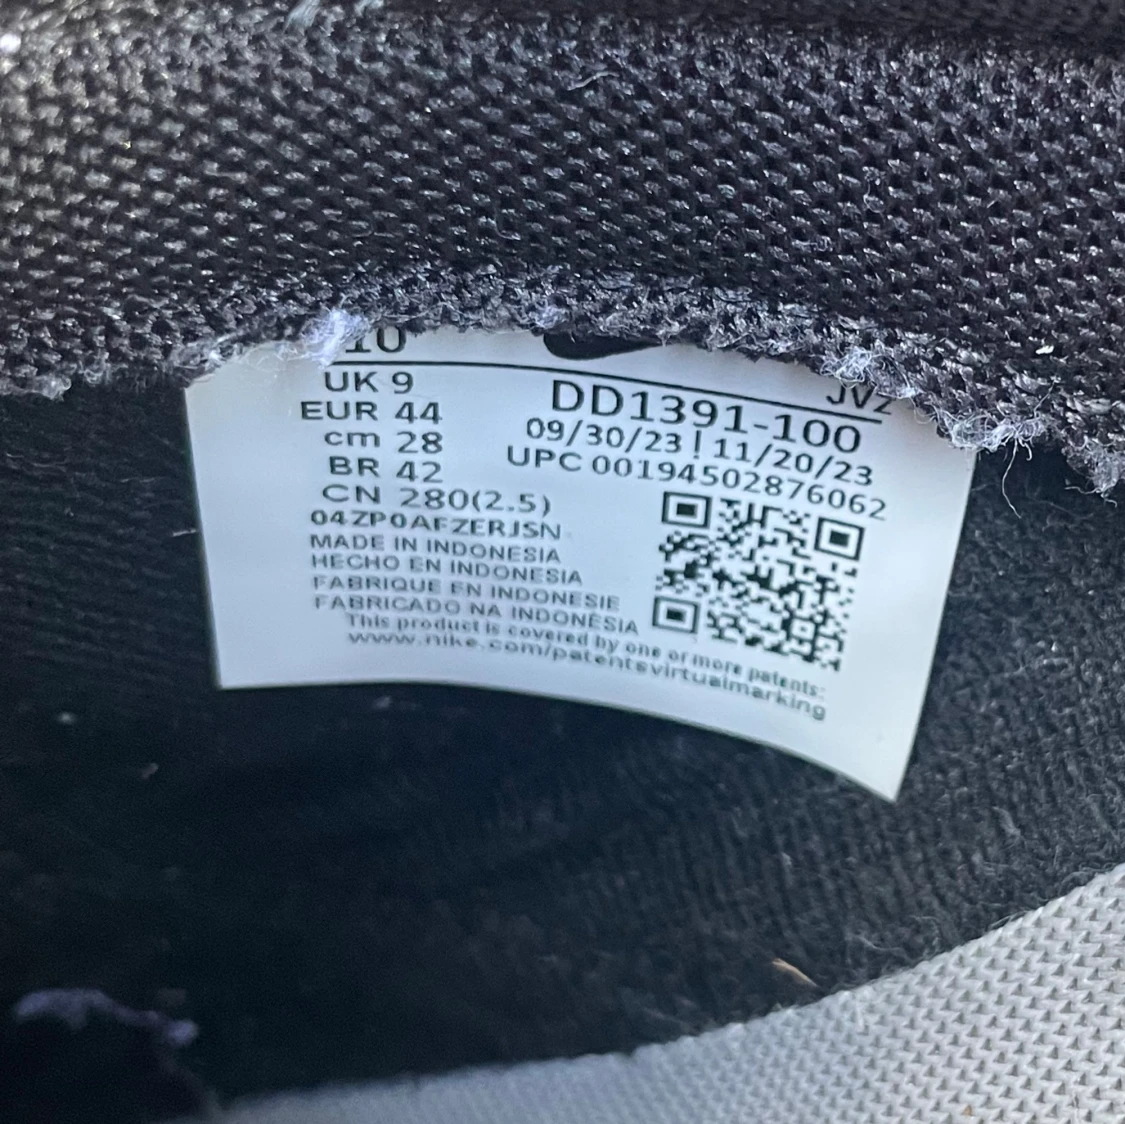 10
JVZ
UK 9
EUR 44
cm 28
BR 42
CN 280(2.5)
DD1391-100
09/30/23 | 11/20/23
UPC 00194502876062
04ZP0AFZERJSN
MADE IN INDONESIA
HECHO EN INDONESIA
FABRIQUE EN INDONESIE
FABRICADO NA INDONÉSIA
This product is covered by one or more patents:
www.nike.com/patentsvirtualmarking